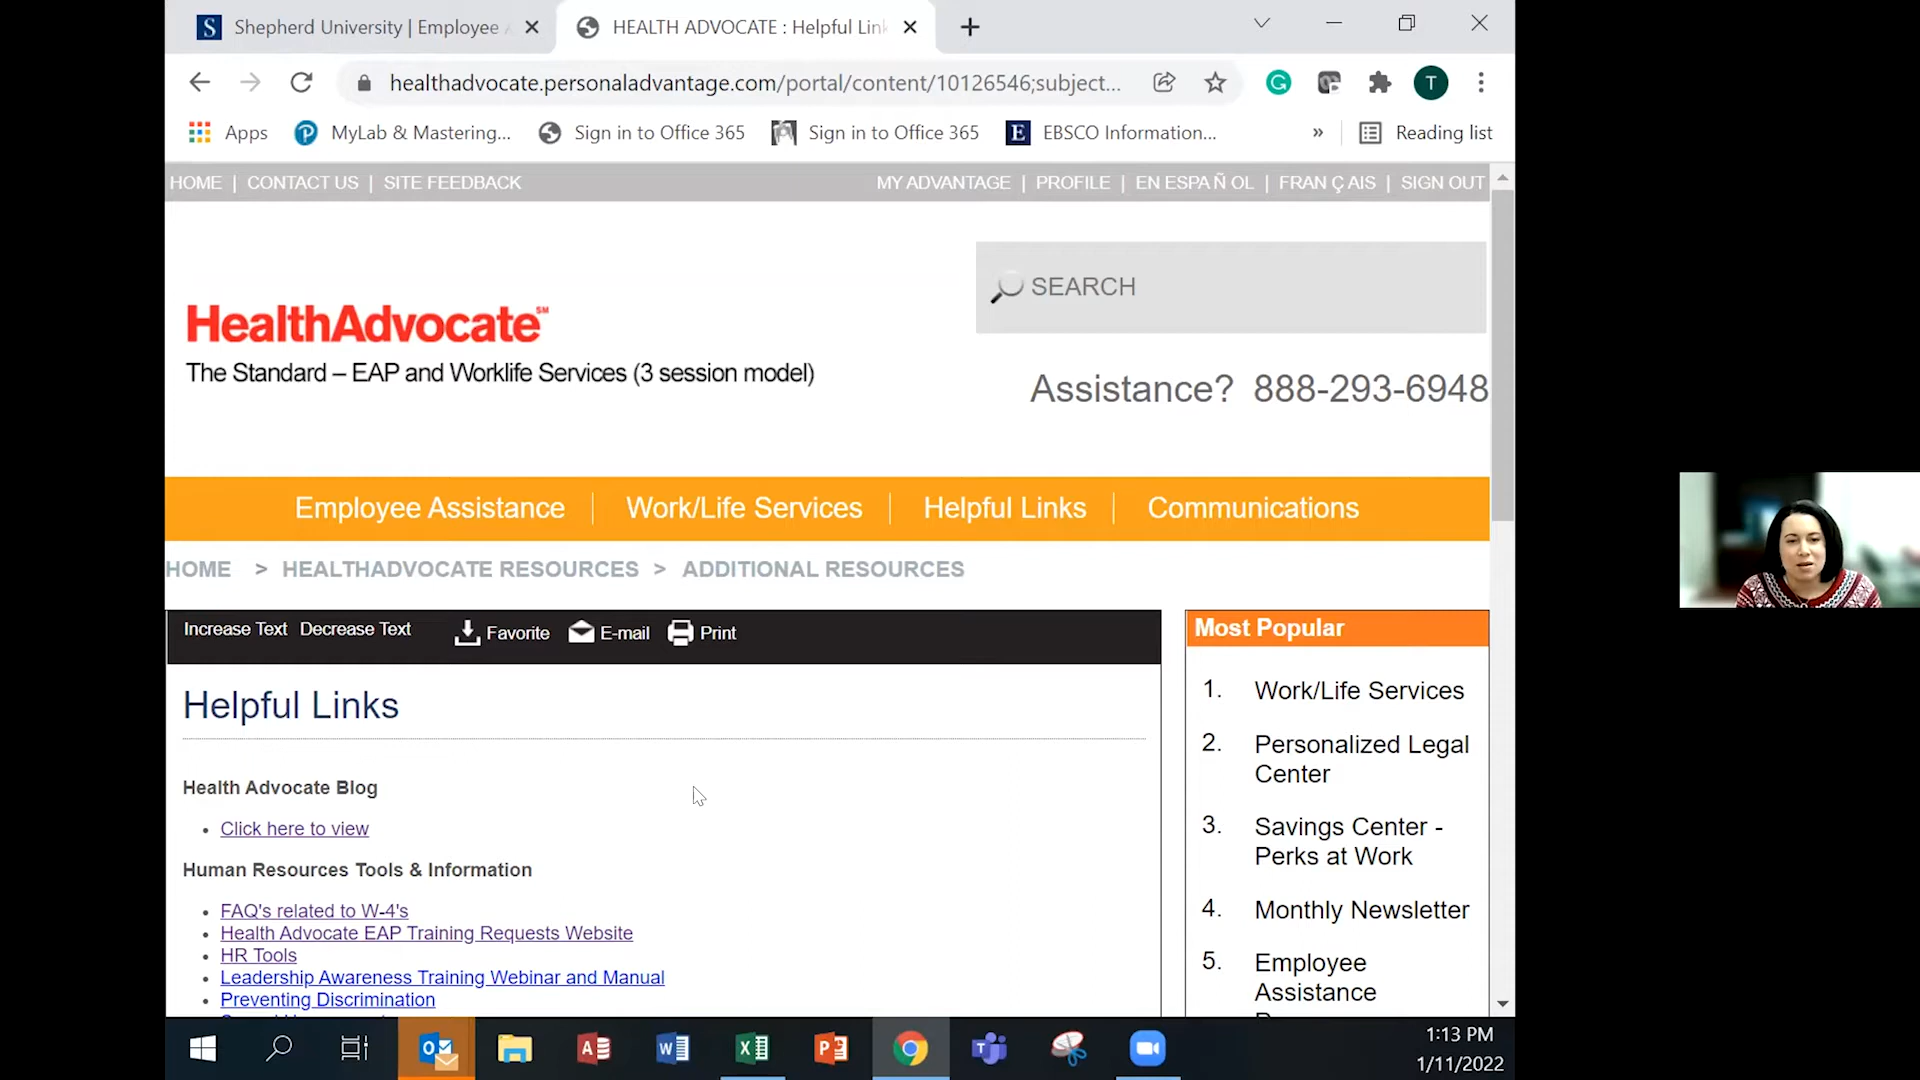 Shepherd University | Employee A
HEALTH ADVOCATE : Helpful Lin
healthadvocate.personaladvantage.com/portal/content/10126546;subject...
T
Apps
MyLab & Mastering...
Sign in to Office 365
Sign in to Office 365
EBSCO Information...
»
Reading list
HOME | CONTACT US | SITE FEEDBACK
MY ADVANTAGE | PROFILE | EN ESPA Ñ OL | FRAN Ç AIS | SIGN OUT
SEARCH
HealthAdvocate℠
The Standard – EAP and Worklife Services (3 session model)
Assistance? 888-293-6948
Employee Assistance | Work/Life Services | Helpful Links | Communications
HOME > HEALTHADVOCATE RESOURCES > ADDITIONAL RESOURCES
Increase Text Decrease Text Favorite E-mail Print
Helpful Links
Health Advocate Blog
• Click here to view
Human Resources Tools & Information
• FAQ's related to W-4's
• Health Advocate EAP Training Requests Website
• HR Tools
• Leadership Awareness Training Webinar and Manual
• Preventing Discrimination
Most Popular
1. Work/Life Services
2. Personalized Legal
Center
3. Savings Center -
Perks at Work
4. Monthly Newsletter
5. Employee
Assistance
1:13 PM
1/11/2022